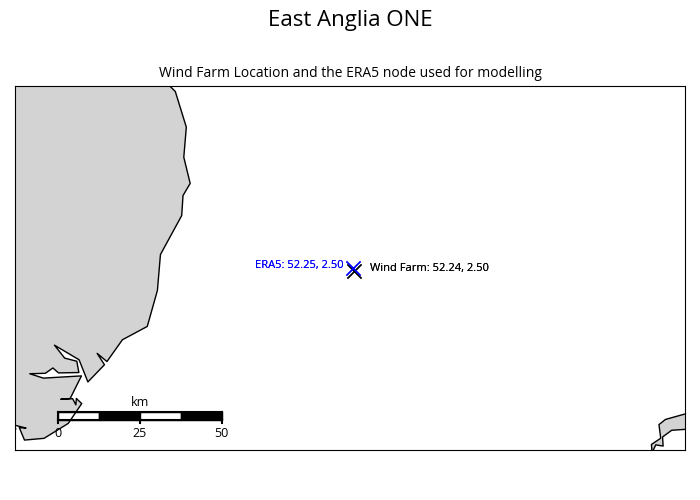 East Anglia ONE
Wind Farm Location and the ERA5 node used for modelling
ERA5: 52.25, 2.50
Wind Farm: 52.24, 2.50
km
0 25 50